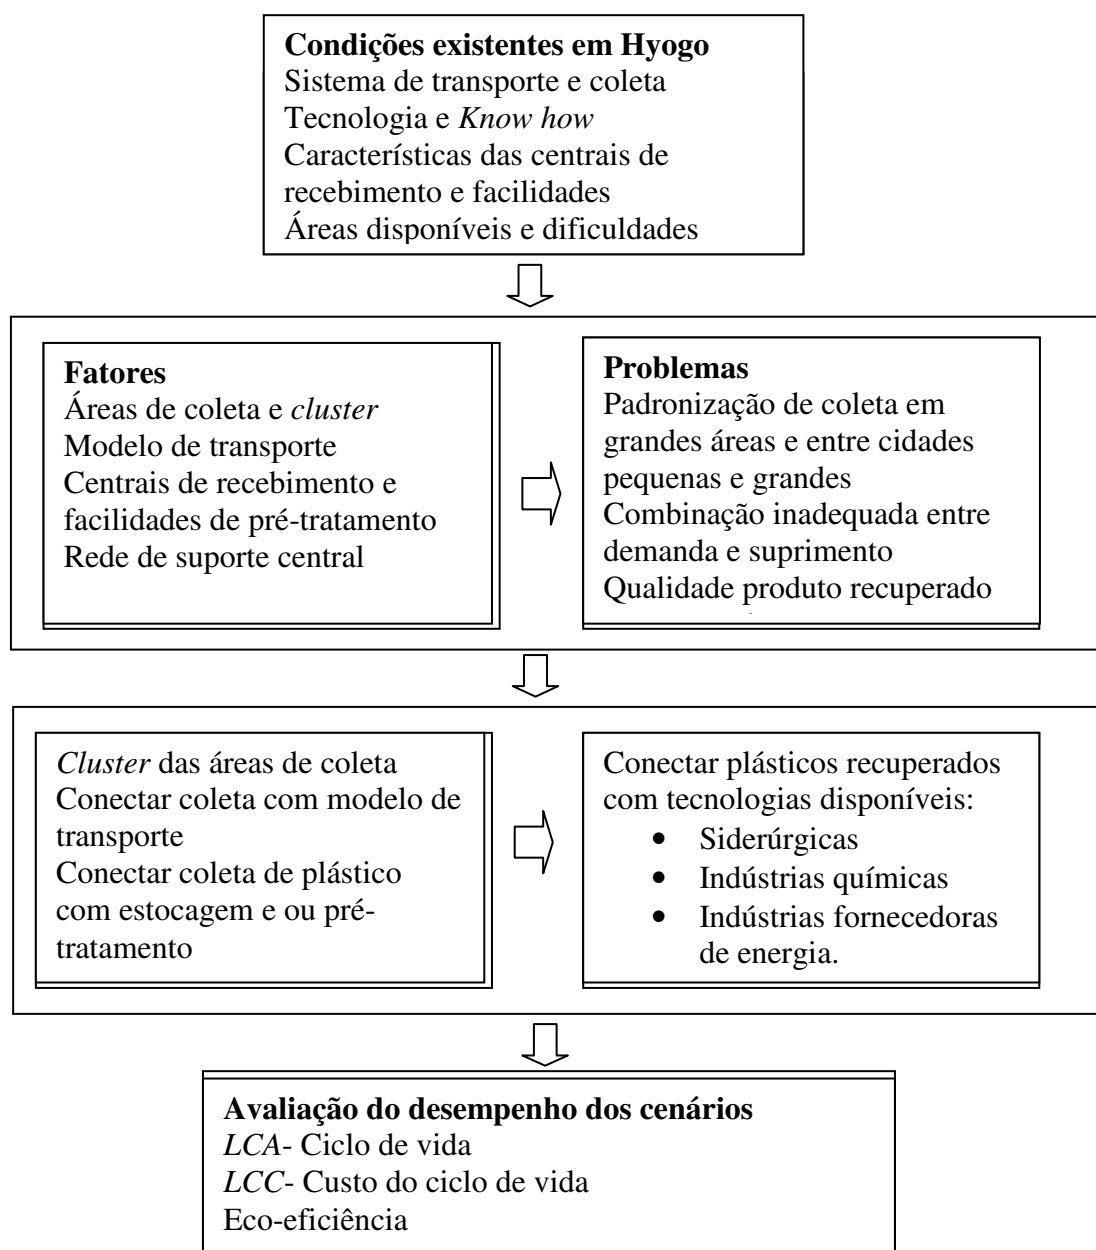 Condições existentes em Hyogo
Sistema de transporte e coleta
Tecnologia e Know how
Características das centrais de
recebimento e facilidades
Áreas disponíveis e dificuldades
Fatores
Áreas de coleta e cluster
Modelo de transporte
Centrais de recebimento e
facilidades de pré-tratamento
Rede de suporte central
Problemas
Padronização de coleta em
grandes áreas e entre cidades
pequenas e grandes
Combinação inadequada entre
demanda e suprimento
Qualidade produto recuperado
Cluster das áreas de coleta
Conectar coleta com modelo de
transporte
Conectar coleta de plástico
com estocagem e ou pré-
tratamento
Conectar plásticos recuperados
com tecnologias disponíveis:
• Siderúrgicas
• Indústrias químicas
• Indústrias fornecedoras
de energia.
Avaliação do desempenho dos cenários
LCA- Ciclo de vida
LCC- Custo do ciclo de vida
Eco-eficiência